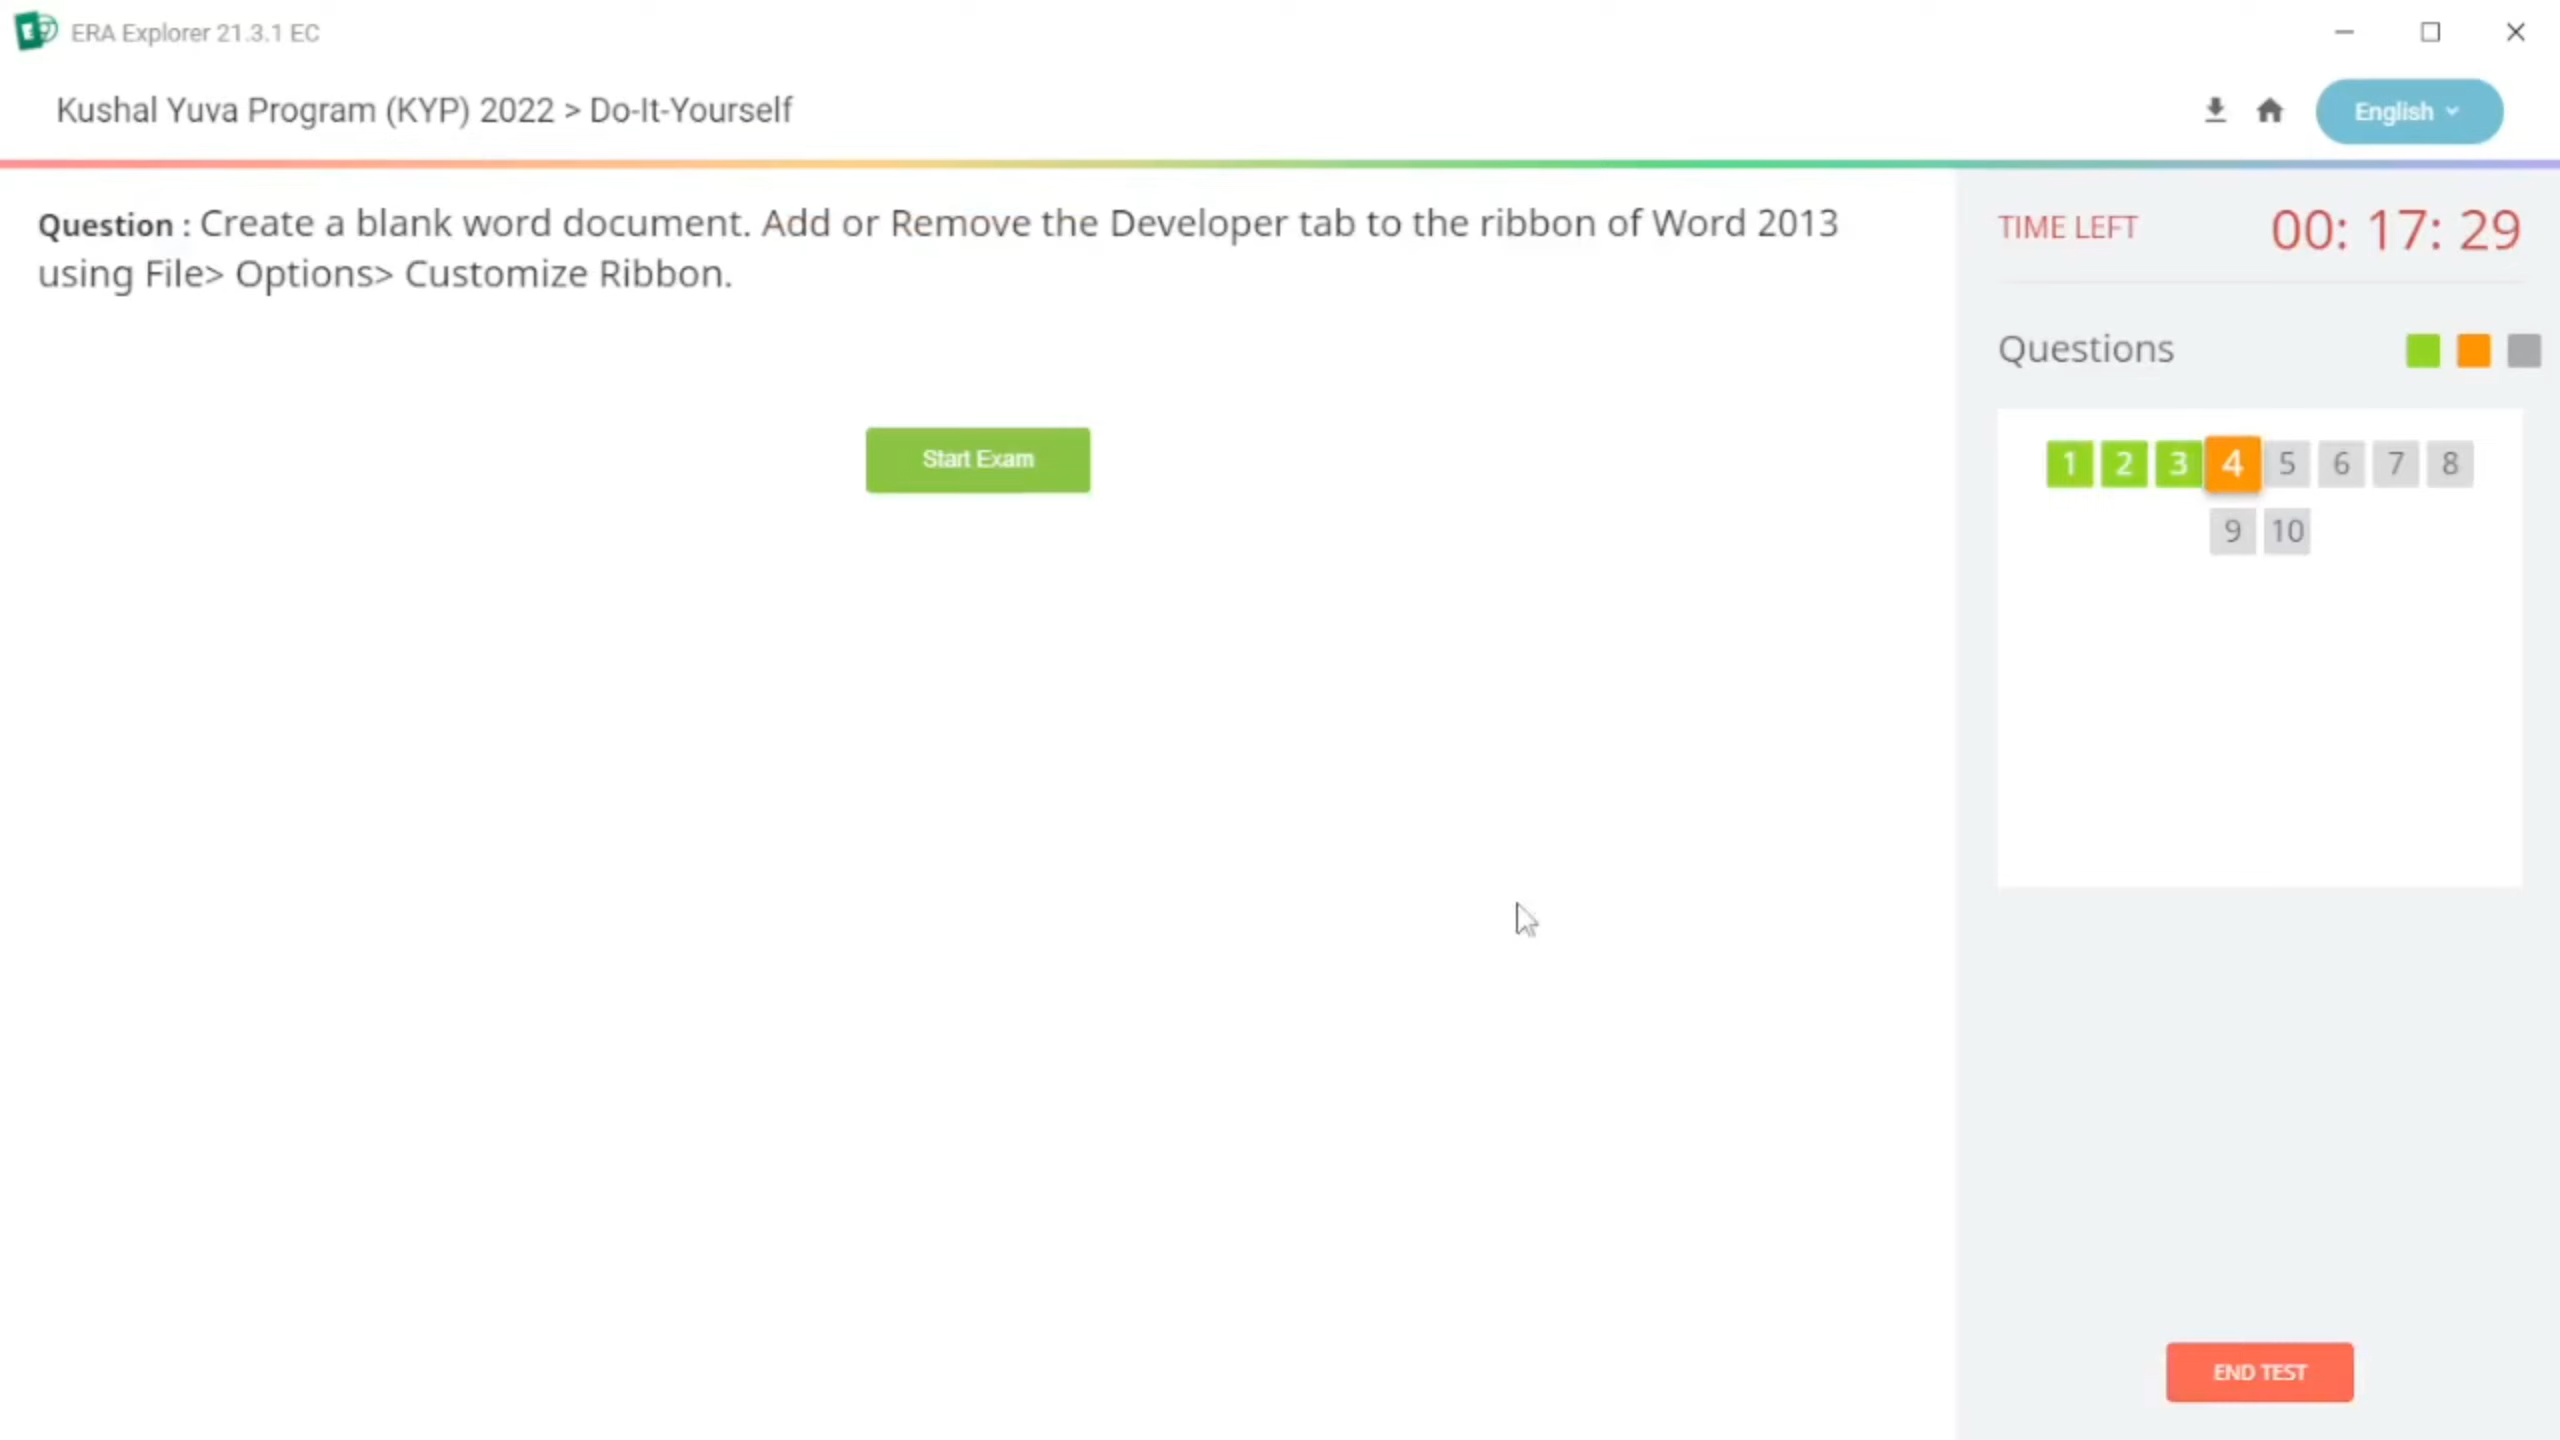 ERA Explorer 21.3.1 EC
Kushal Yuva Program (KYP) 2022 > Do-It-Yourself
English
Question : Create a blank word document. Add or Remove the Developer tab to the ribbon of Word 2013
using File> Options> Customize Ribbon.
Start Exam
TIME LEFT 00: 17: 29
Questions
1 2 3 4 5 6 7 8
9 10
END TEST